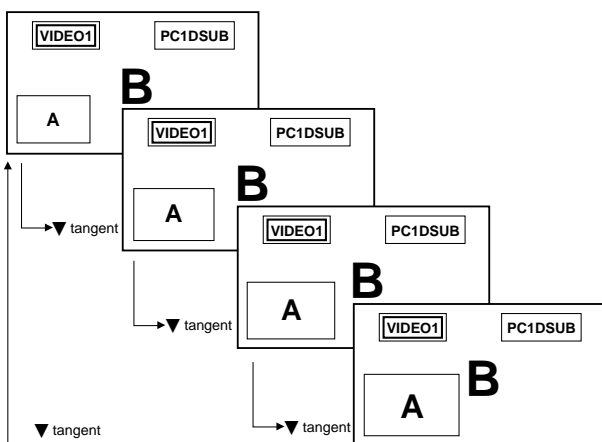 VIDEO1 PC1DSUB
B
A
VIDEO1 PC1DSUB
B
A
▼ tangent
VIDEO1 PC1DSUB
B
A
▼ tangent
VIDEO1 PC1DSUB
B
A
▼ tangent
▼ tangent